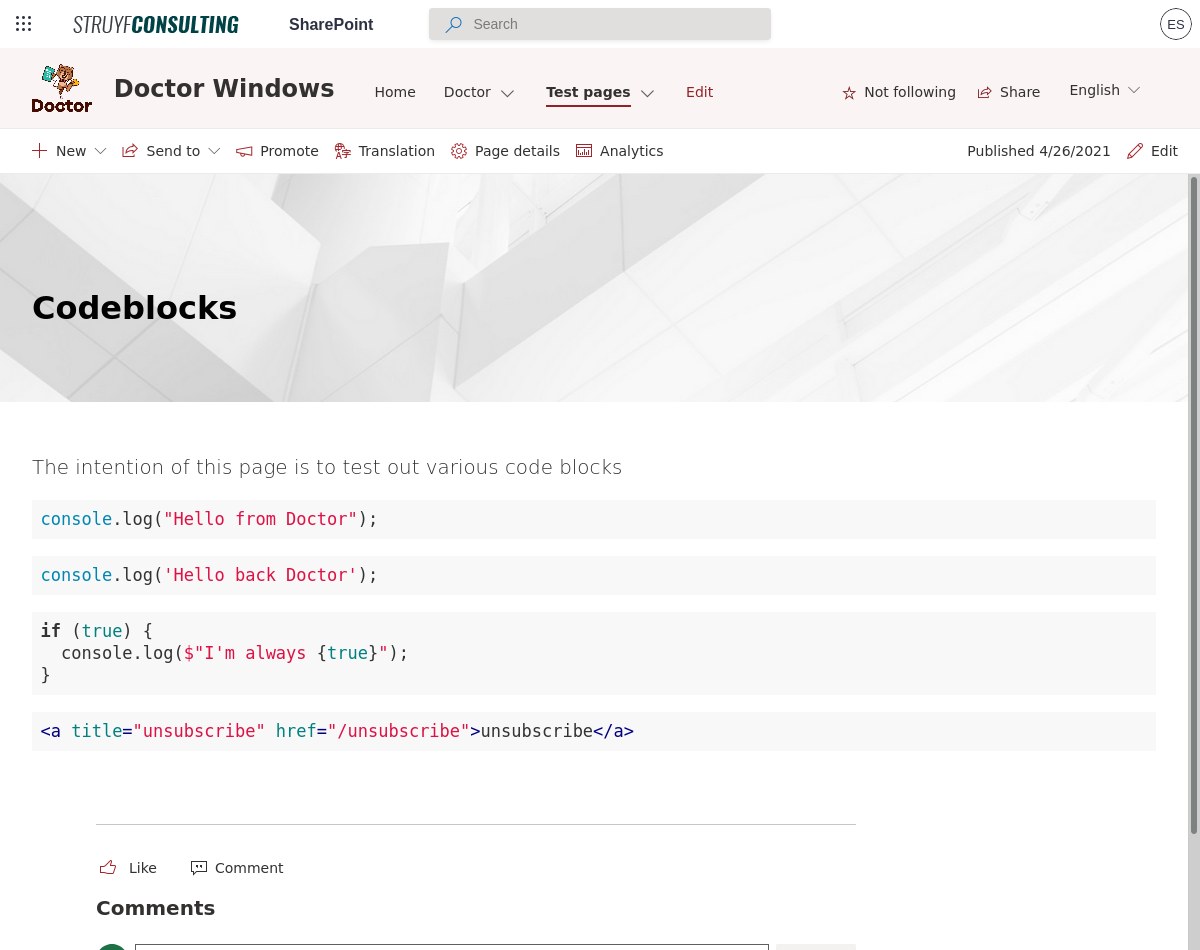 STRUYFCONSULTING SharePoint Search ES
Doctor Doctor Windows Home Doctor Test pages Edit Not following Share English
New Send to Promote Translation Page details Analytics Published 4/26/2021 Edit
Codeblocks
The intention of this page is to test out various code blocks
console.log("Hello from Doctor");
console.log('Hello back Doctor');
if (true) {
  console.log($"I'm always {true}");
}
<a title="unsubscribe" href="/unsubscribe">unsubscribe</a>
Like Comment
Comments